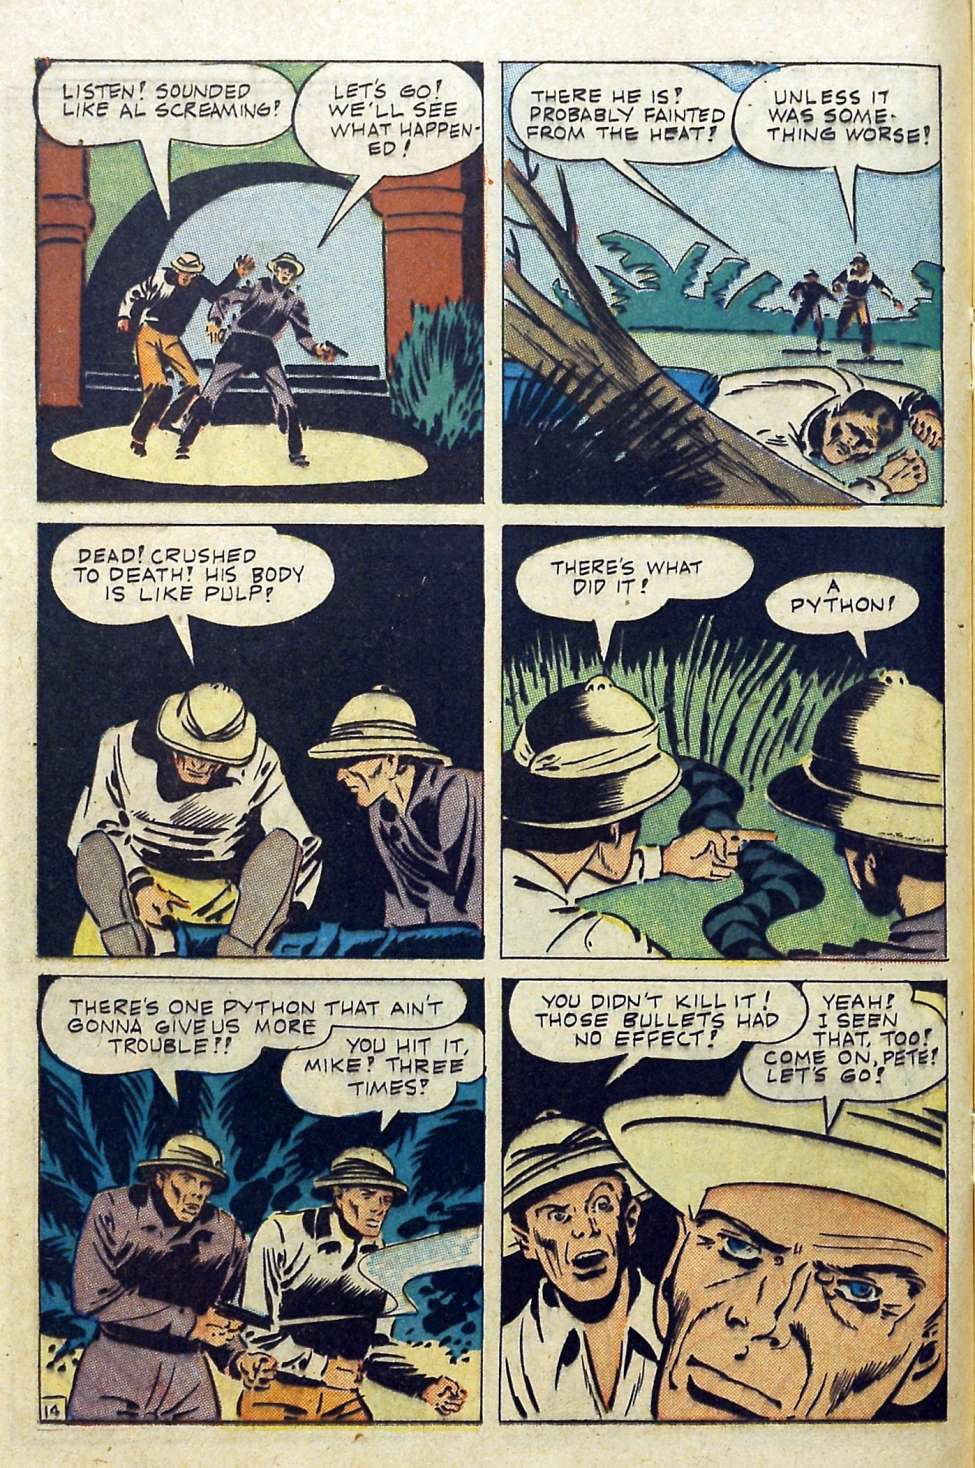 LISTEN! SOUNDED
LIKE AL SCREAMING!
LET'S GO!
WE'LL SEE
WHAT HAPPEN-
ED!
THERE HE IS!
PROBABLY FAINTED
FROM THE HEAT!
UNLESS IT
WAS SOME-
THING WORSE!
DEAD! CRUSHED
TO DEATH! HIS BODY
IS LIKE PULP!
THERE'S WHAT
DID IT!
A
PYTHON!
THERE'S ONE PYTHON THAT AIN'T
GONNA GIVE US MORE
TROUBLE!!
YOU HIT IT,
MIKE! THREE
TIMES!
14
YOU DIDN'T KILL IT!
THOSE BULLETS HAD
NO EFFECT!
YEAH!
I SEEN
THAT, TOO!
COME ON, PETE!
LET'S GO!